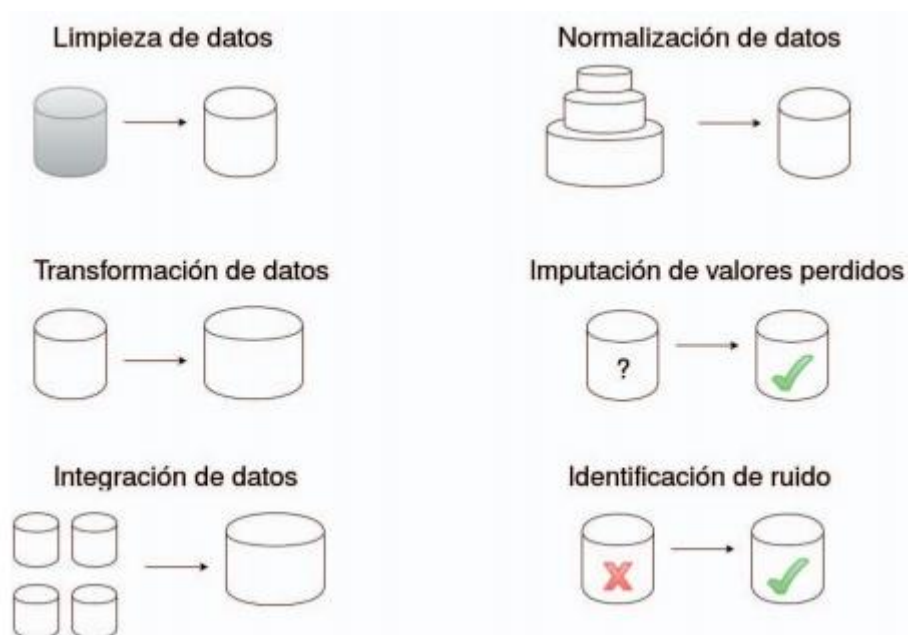 Limpieza de datos
Normalización de datos
Transformación de datos
Imputación de valores perdidos
?
Integración de datos
Identificación de ruido